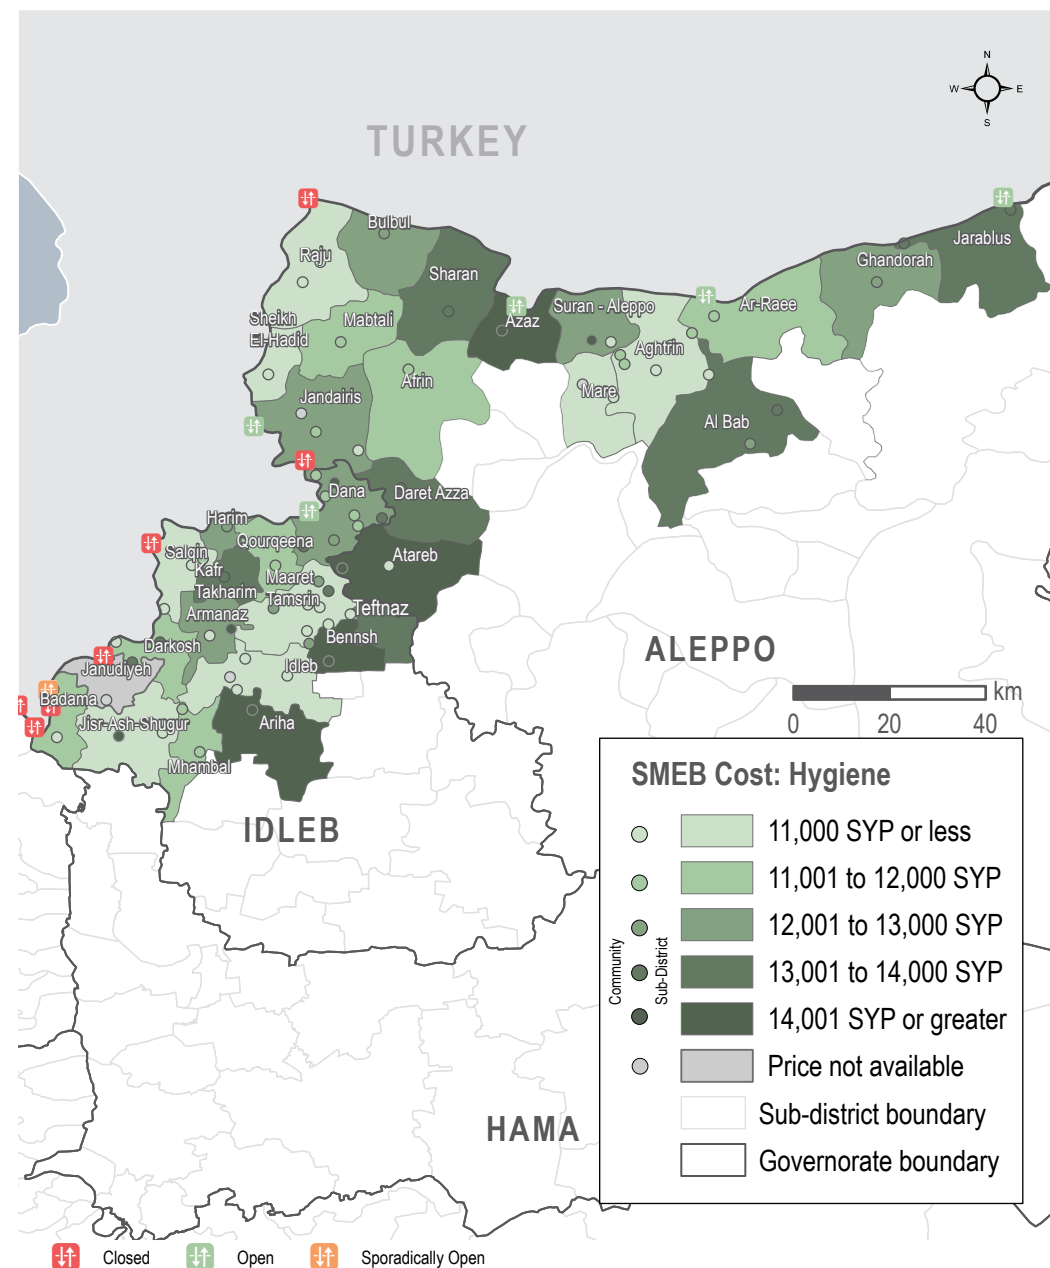 N
W E
S
TURKEY
Bulbul
Raju
Sharan
Jarablus
Ghandorah
Sheikh
El-Hadid
Mabtali
Azaz
Suran - Aleppo
Ar-Raee
Aghtrin
Afrin
Mare
Jandairis
Al Bab
Dana
Daret Azza
Harim
Qourqeena
Salqin
Atareb
Kafr
Takharim
Maaret
Tamsrin
Armanaz
Teftnaz
Darkosh
Bennsh
Janudiyeh
Idleb
Badama
Jisr-Ash-Shugur
Ariha
Mhambal
ALEPPO
IDLEB
HAMA
km
0 20 40
SMEB Cost: Hygiene
Community
Sub-District
11,000 SYP or less
11,001 to 12,000 SYP
12,001 to 13,000 SYP
13,001 to 14,000 SYP
14,001 SYP or greater
Price not available
Sub-district boundary
Governorate boundary
Closed Open Sporadically Open